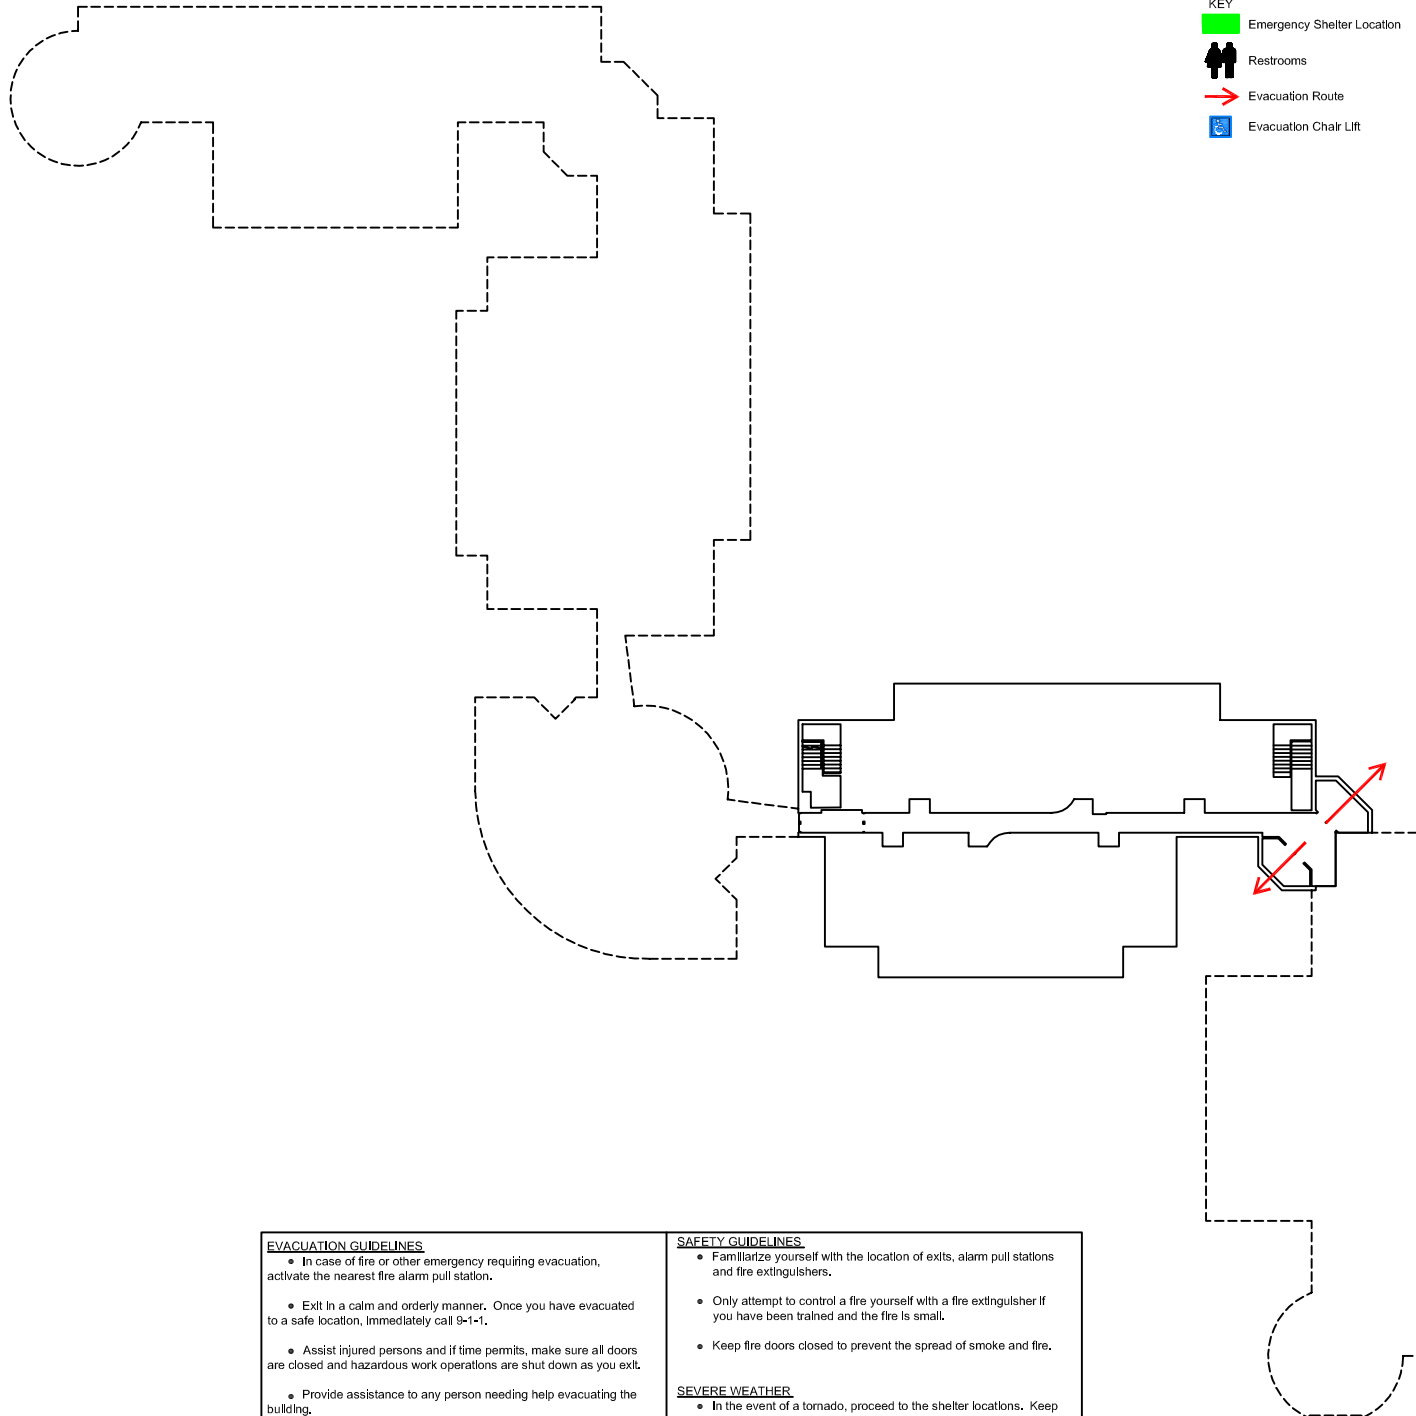 KEY
Emergency Shelter Location
Restrooms
Evacuation Route
Evacuation Chair Lift
EVACUATION GUIDELINES
• In case of fire or other emergency requiring evacuation,
activate the nearest fire alarm pull station.
• Exit in a calm and orderly manner. Once you have evacuated
to a safe location, immediately call 9-1-1.
• Assist injured persons and if time permits, make sure all doors
are closed and hazardous work operations are shut down as you exit.
• Provide assistance to any person needing help evacuating the
building.
SAFETY GUIDELINES
• Familiarize yourself with the location of exits, alarm pull stations
and fire extinguishers.
• Only attempt to control a fire yourself with a fire extinguisher if
you have been trained and the fire is small.
• Keep fire doors closed to prevent the spread of smoke and fire.
SEVERE WEATHER
• In the event of a tornado, proceed to the shelter locations. Keep